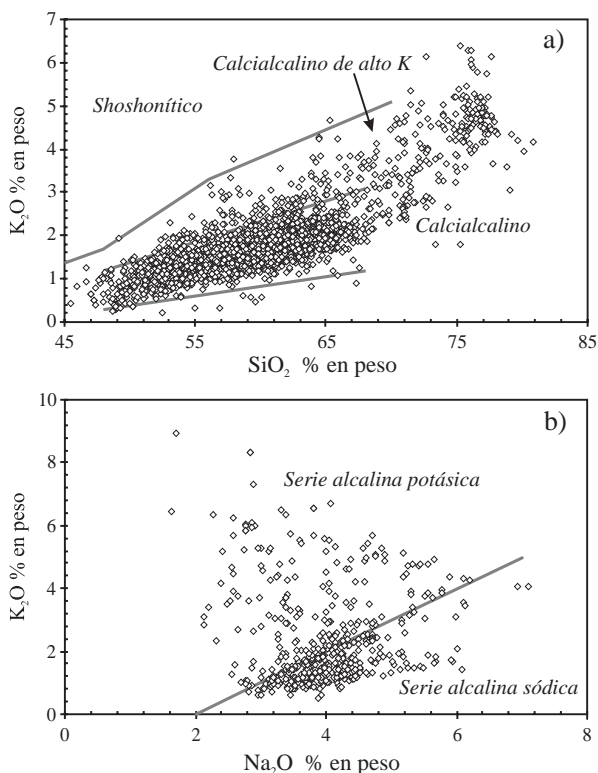 a)
Calcialcalino de alto K
Shoshonítico
Calcialcalino
K2O % en peso
7
6
5
4
3
2
1
0
45 55 65 75 85
SiO2 % en peso
b)
Serie alcalina potásica
Serie alcalina sódica
K2O % en peso
10
8
6
4
2
0
0 2 4 6 8
Na2O % en peso